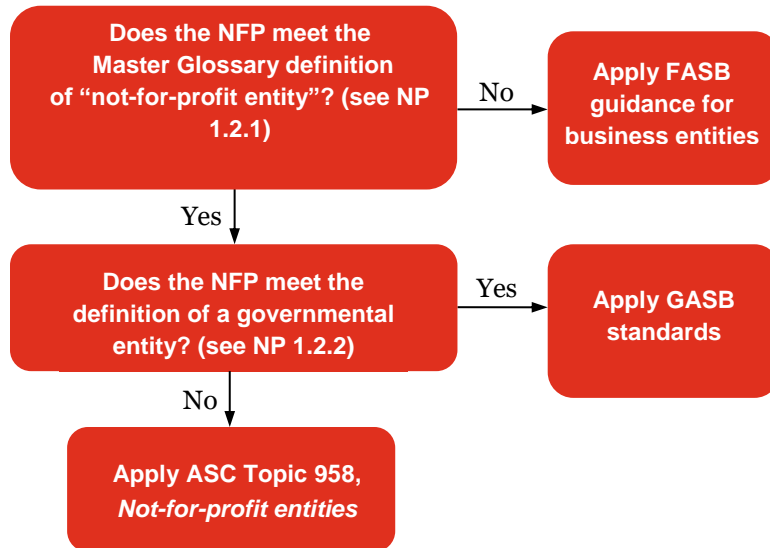 Does the NFP meet the
Master Glossary definition
of “not-for-profit entity”? (see NP
1.2.1)
No
Apply FASB
guidance for
business entities
Yes
Does the NFP meet the
definition of a governmental
entity? (see NP 1.2.2)
Yes
Apply GASB
standards
No
Apply ASC Topic 958,
Not-for-profit entities